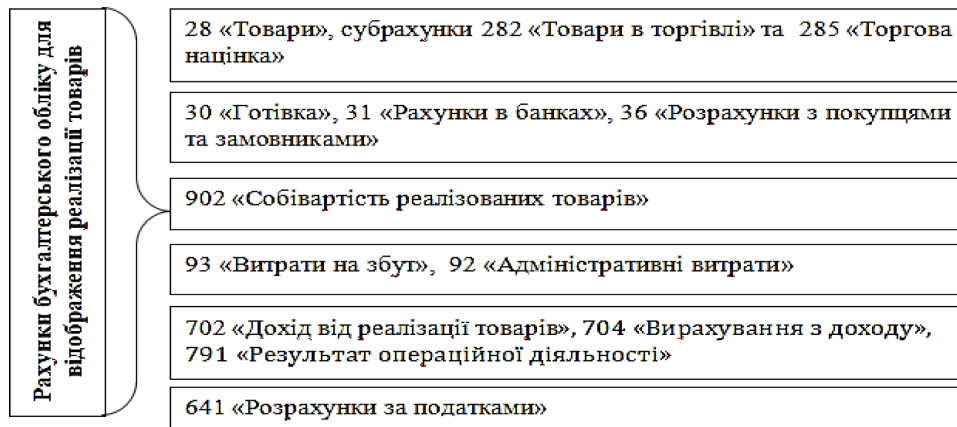 Рахунки бухгалтерського обліку для
відображення реалізації товарів
28 «Товари», субрахунки 282 «Товари в торгівлі» та 285 «Торгова
націнка»
30 «Готівка», 31 «Рахунки в банках», 36 «Розрахунки з покупцями
та замовниками»
902 «Собівартість реалізованих товарів»
93 «Витрати на збут», 92 «Адміністративні витрати»
702 «Дохід від реалізації товарів», 704 «Вирахування з доходу»,
791 «Результат операційної діяльності»
641 «Розрахунки за податками»